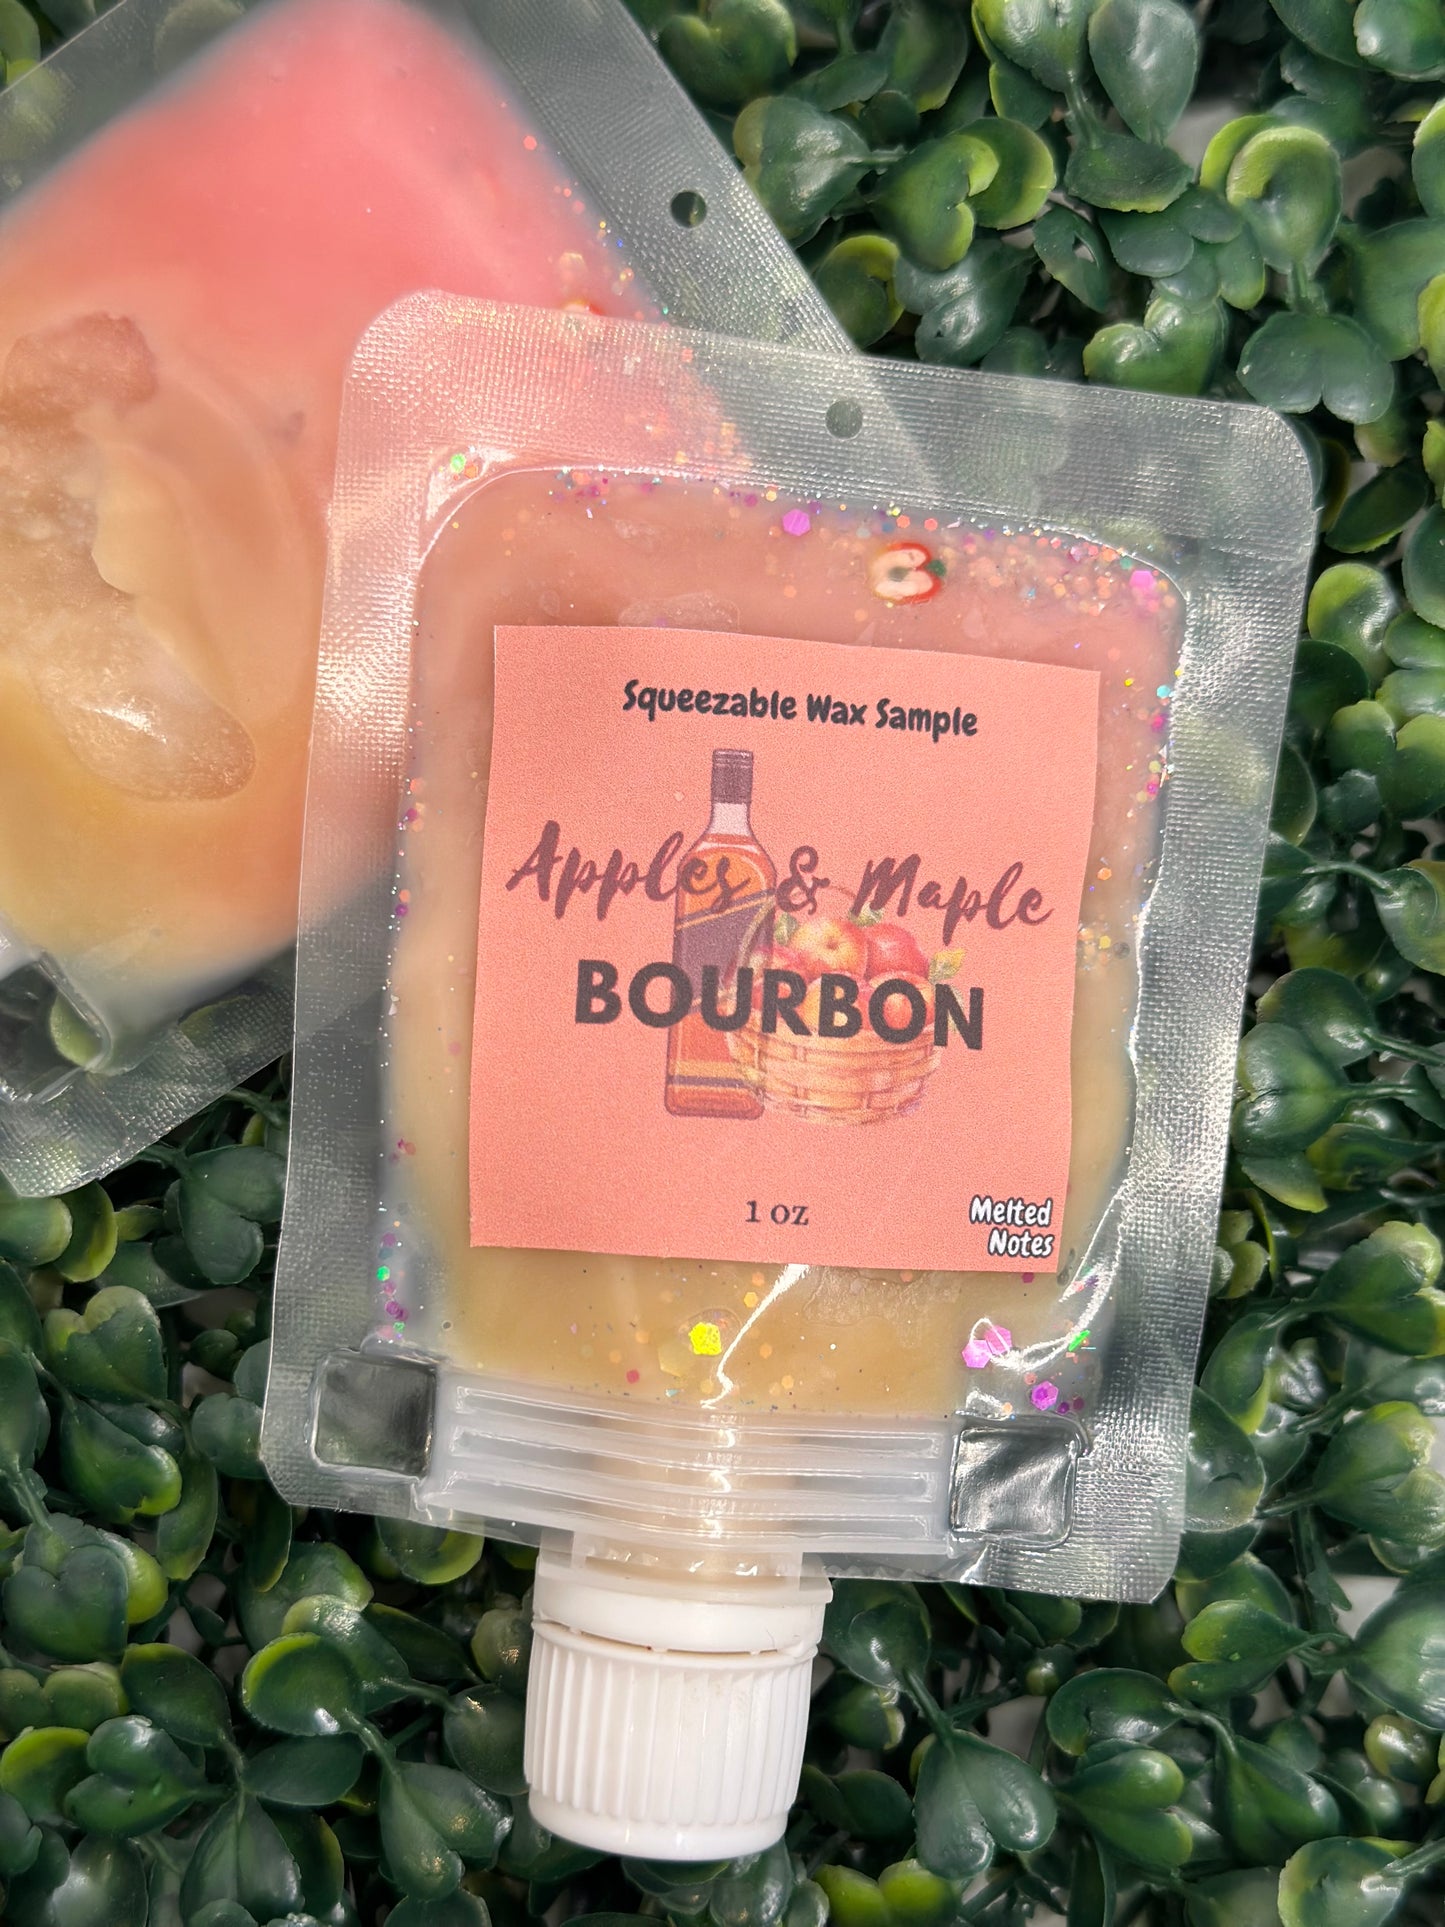 Squeezable Wax Sample
Apples & Maple
BOURBON
1 oz
Melted
Notes